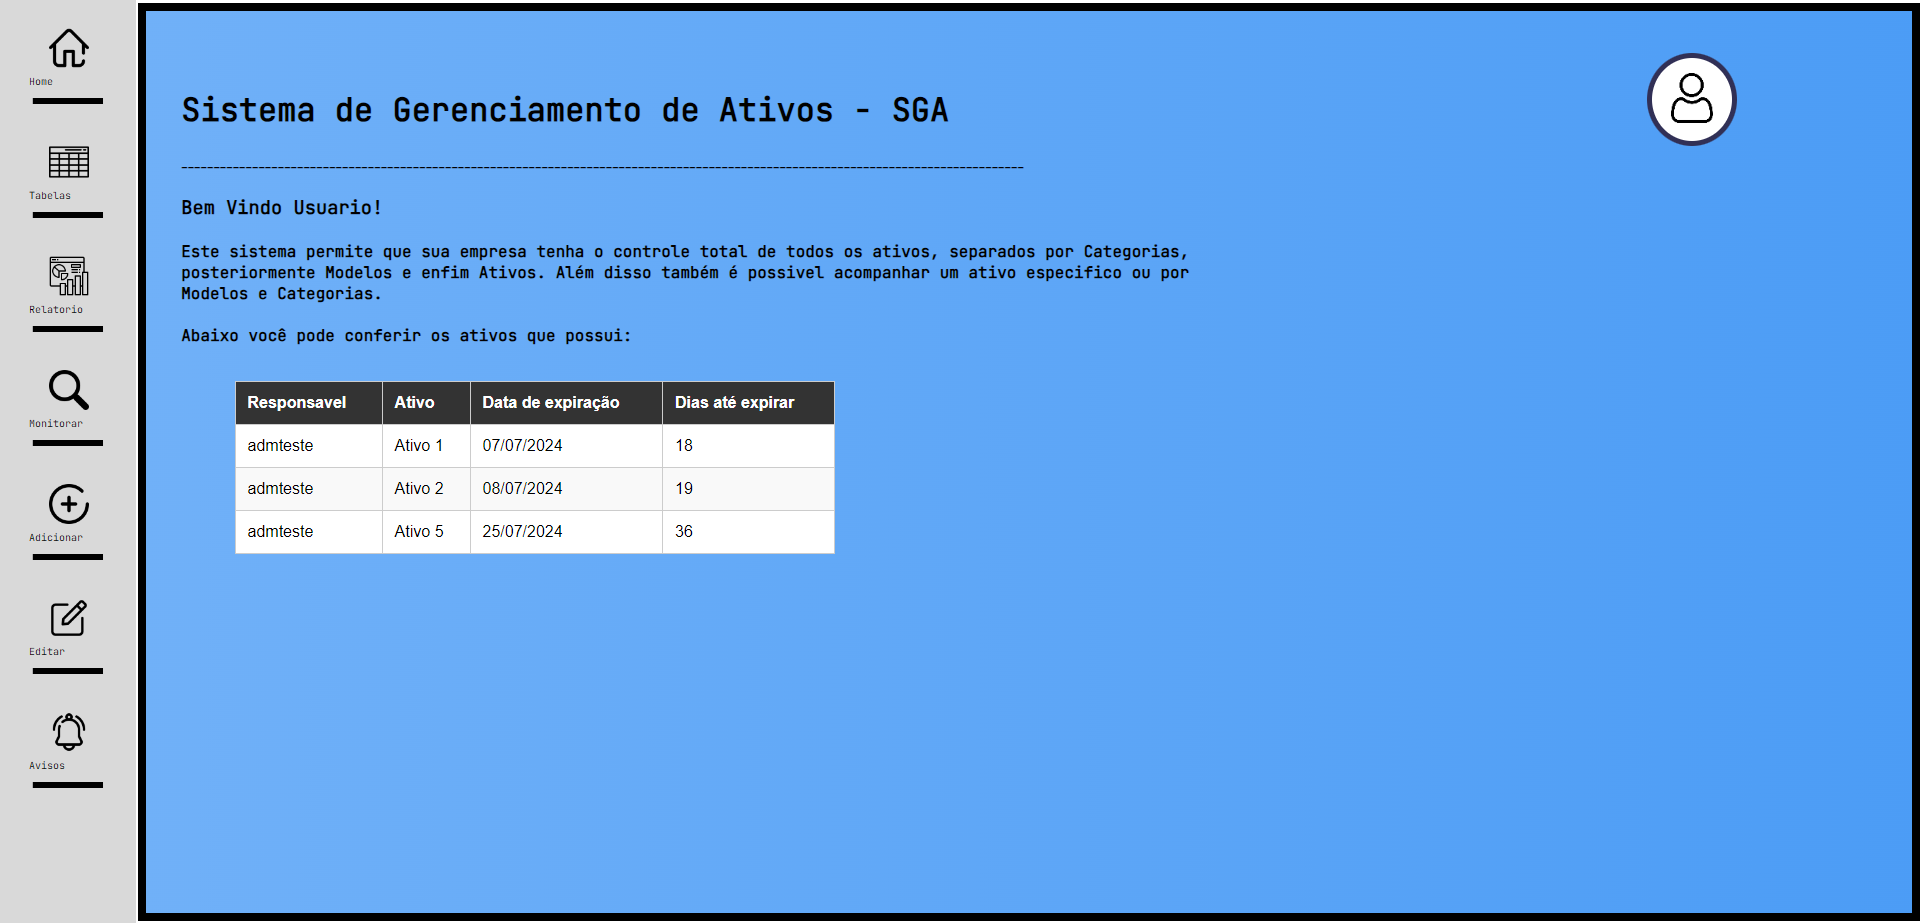 Home
Tabelas
Relatorio
Monitorar
Adicionar
Editar
Avisos
Sistema de Gerenciamento de Ativos - SGA
Bem Vindo Usuario!
Este sistema permite que sua empresa tenha o controle total de todos os ativos, separados por Categorias,
posteriormente Modelos e enfim Ativos. Além disso também é possivel acompanhar um ativo especifico ou por
Modelos e Categorias.
Abaixo você pode conferir os ativos que possui:
Responsavel Ativo Data de expiração Dias até expirar
admteste Ativo 1 07/07/2024 18
admteste Ativo 2 08/07/2024 19
admteste Ativo 5 25/07/2024 36